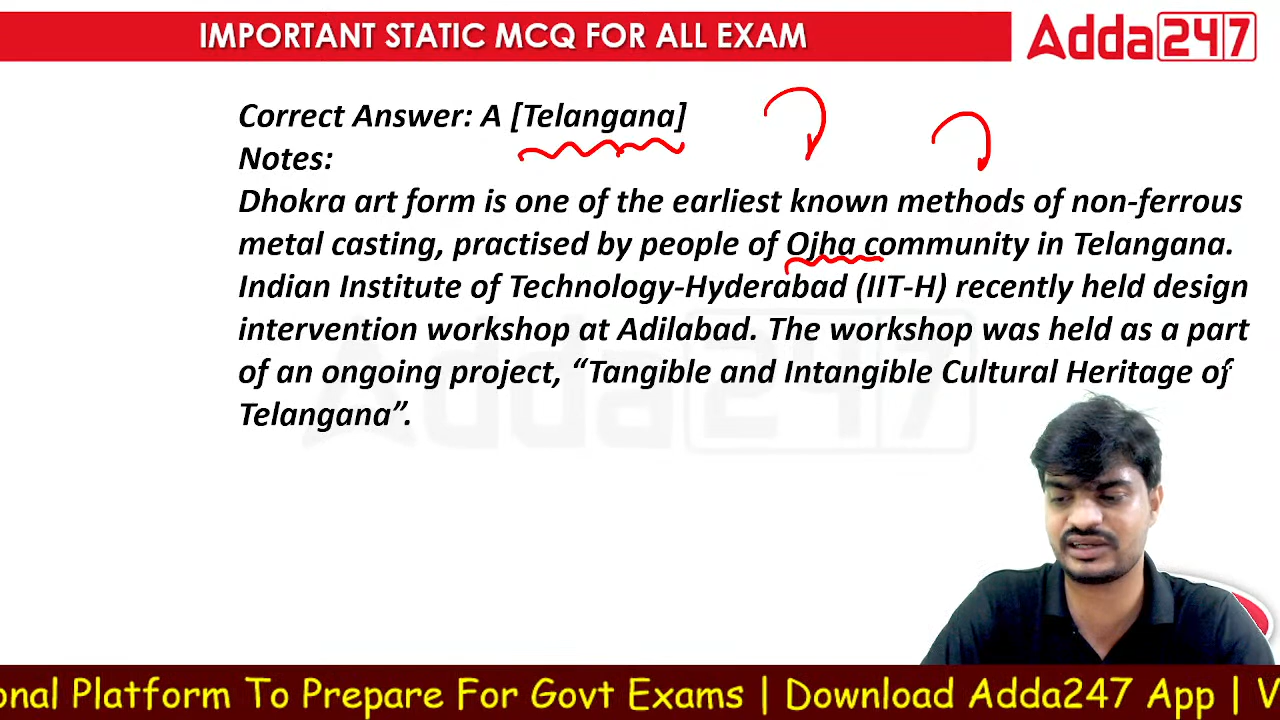 IMPORTANT STATIC MCQ FOR ALL EXAM
Adda247
Correct Answer: A [Telangana]
Notes:
Dhokra art form is one of the earliest known methods of non-ferrous
metal casting, practised by people of Ojha community in Telangana.
Indian Institute of Technology-Hyderabad (IIT-H) recently held design
intervention workshop at Adilabad. The workshop was held as a part
of an ongoing project, “Tangible and Intangible Cultural Heritage of
Telangana”.
Adda247
onal Platform To Prepare For Govt Exams | Download Adda247 App | V